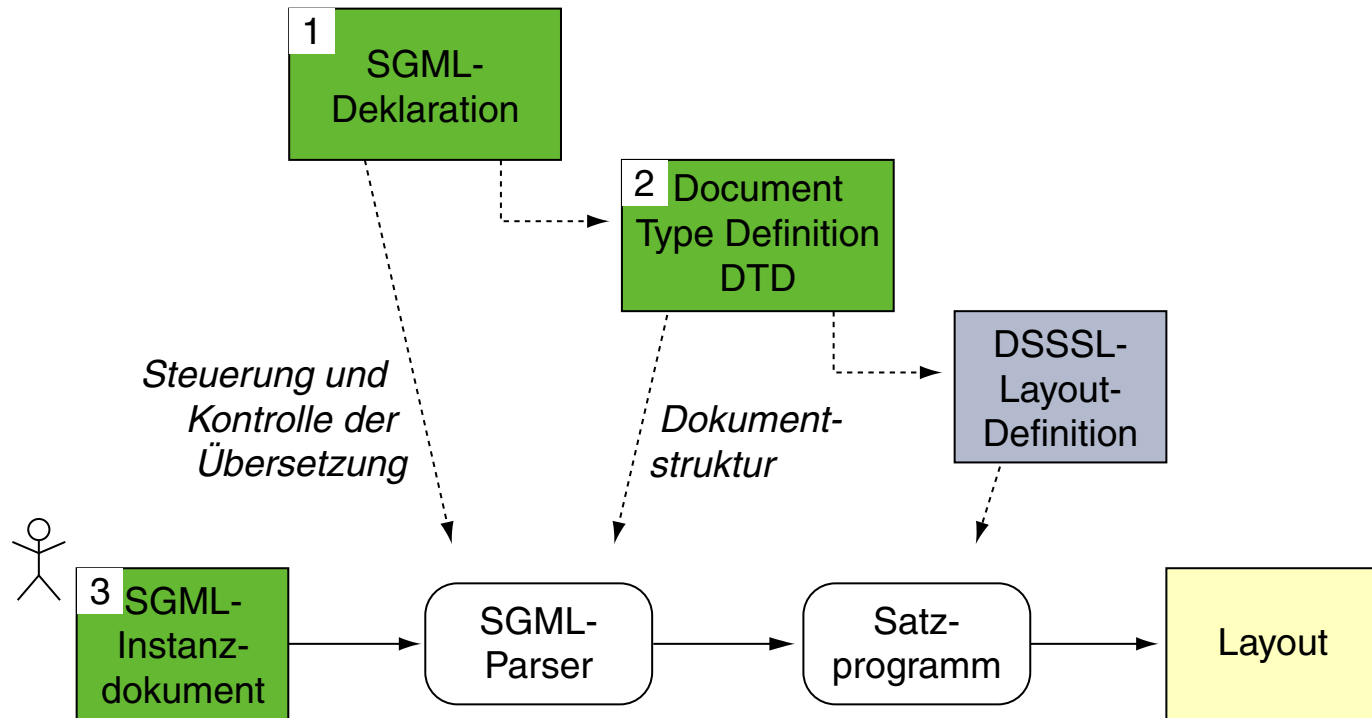 1
SGML-
Deklaration
2
Document
Type Definition
DTD
DSSSL-
Layout-
Definition
Steuerung und
Kontrolle der
Übersetzung
Dokument-
struktur
3
SGML-
Instanz-
dokument
SGML-
Parser
Satz-
programm
Layout